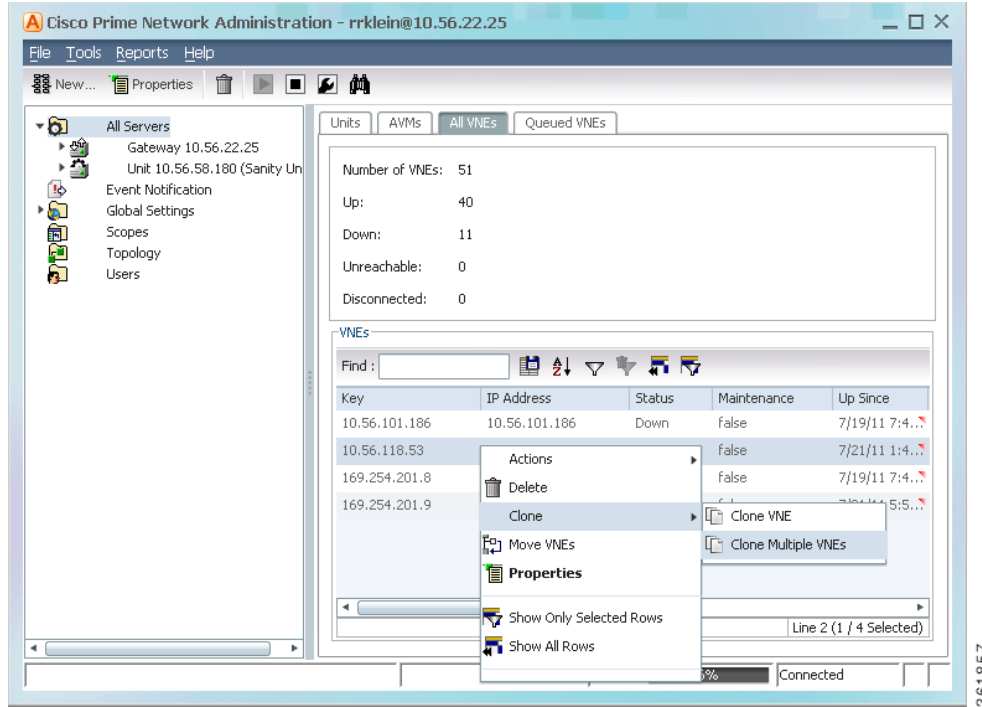 Cisco Prime Network Administration - rrklein@10.56.22.25
File Tools Reports Help
New... Properties
All Servers
Gateway 10.56.22.25
Unit 10.56.58.180 (Sanity Un
Event Notification
Global Settings
Scopes
Topology
Users
Units AVMs All VNEs Queued VNEs
Number of VNEs: 51
Up: 40
Down: 11
Unreachable: 0
Disconnected: 0
VNEs
Find :
Key IP Address Status Maintenance Up Since
10.56.101.186 10.56.101.186 Down false 7/19/11 7:4...
10.56.118.53 false 7/21/11 1:4...
169.254.201.8 false 7/19/11 7:4...
169.254.201.9 5:5...
Actions
Delete
Clone
Move VNEs
Properties
Show Only Selected Rows
Show All Rows
Clone VNE
Clone Multiple VNEs
Line 2 (1 / 4 Selected)
% Connected
361857